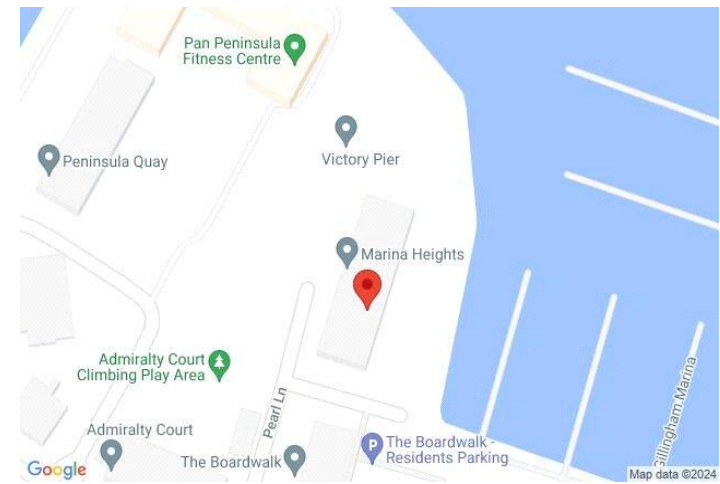 Pan Peninsula
Fitness Centre
Peninsula Quay
Victory Pier
Marina Heights
Admiralty Court
Climbing Play Area
Pearl Ln
Gillingham Marina
Admiralty Court
The Boardwalk
The Boardwalk -
Residents Parking
P
Google
Map data ©2024